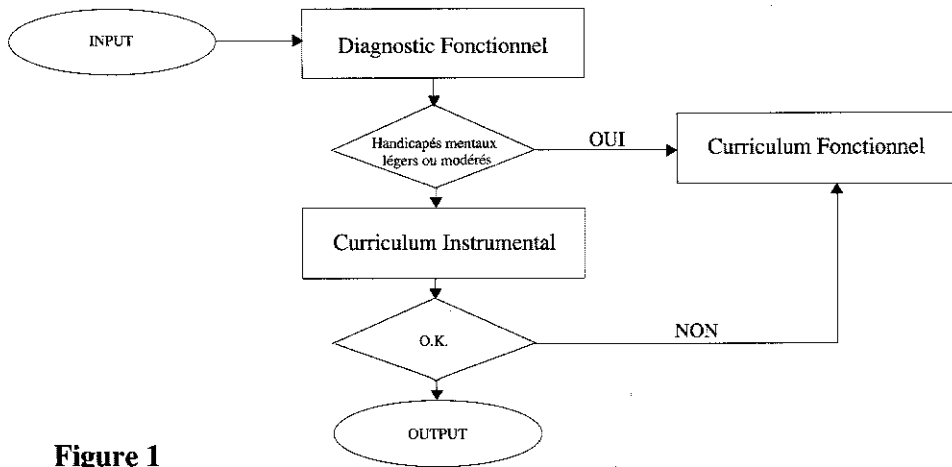 INPUT
Diagnostic Fonctionnel
Handicapés mentaux
légers ou modérés
OUI
Curriculum Fonctionnel
Curriculum Instrumental
O.K.
NON
OUTPUT
Figure 1